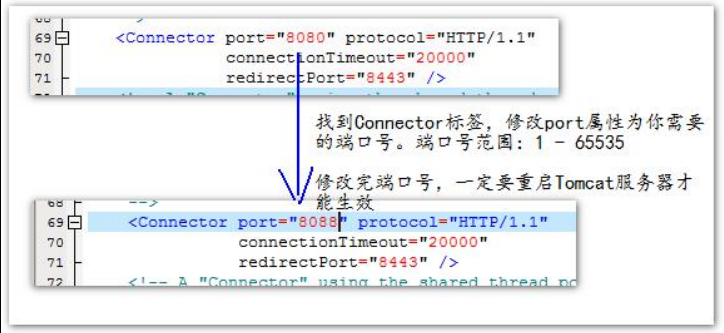 69 <Connector port="8080" protocol="HTTP/1.1"
70 connectionTimeout="20000"
71 redirectPort="8443" />
找到Connector标签，修改port属性为你需要
的端口号。端口号范围：1 - 65535
修改完端口号，一定要重启Tomcat服务器才
能生效
68 -->
69 <Connector port="8088" protocol="HTTP/1.1"
70 connectionTimeout="20000"
71 redirectPort="8443" />
72 <!-- A "Connector" using the shared thread